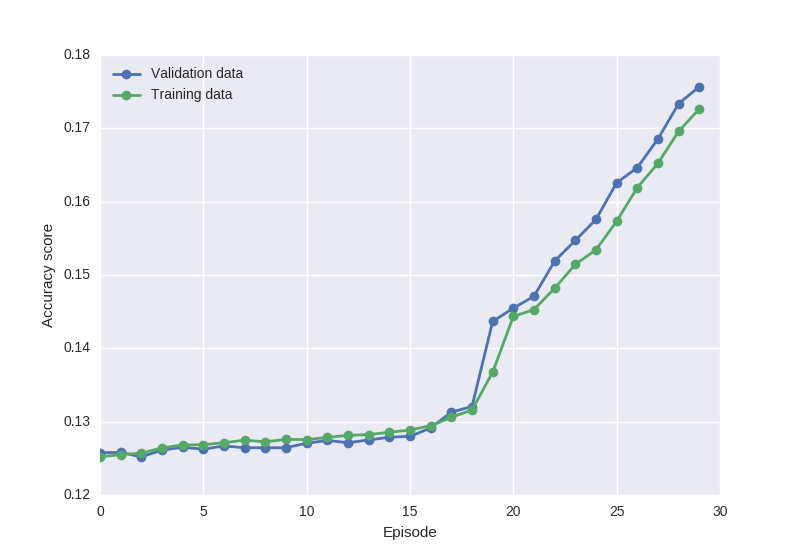 0.18
Validation data
Training data
0.17
0.16
0.15
0.14
0.13
0.12
Accuracy score
0 5 10 15 20 25 30
Episode